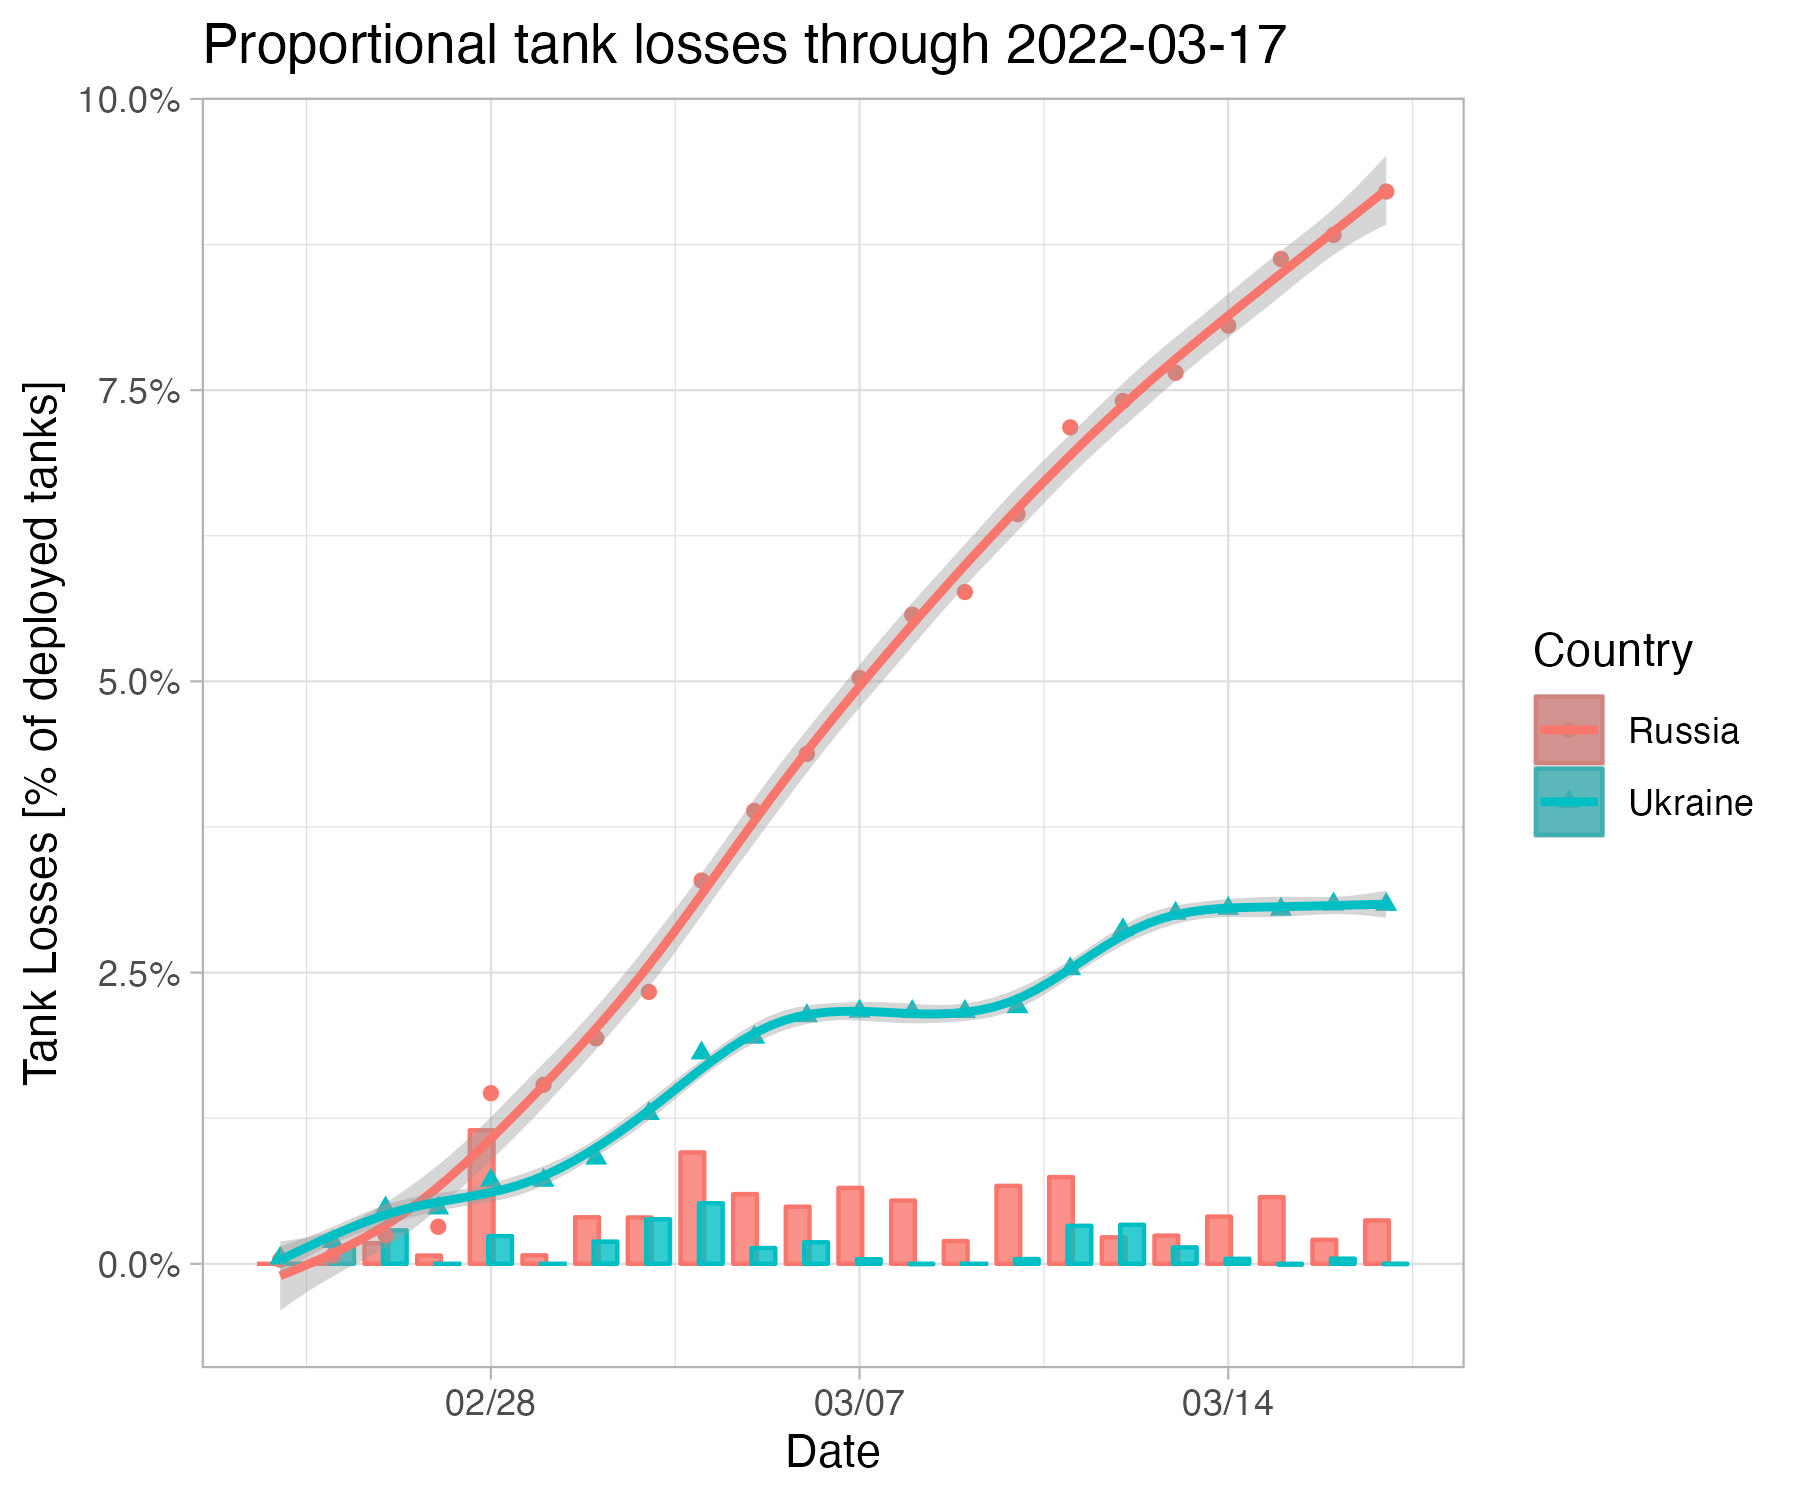 Proportional tank losses through 2022-03-17
Tank Losses [% of deployed tanks]
10.0%
7.5%
5.0%
2.5%
0.0%
02/28
03/07
03/14
Date
Country
Russia
Ukraine